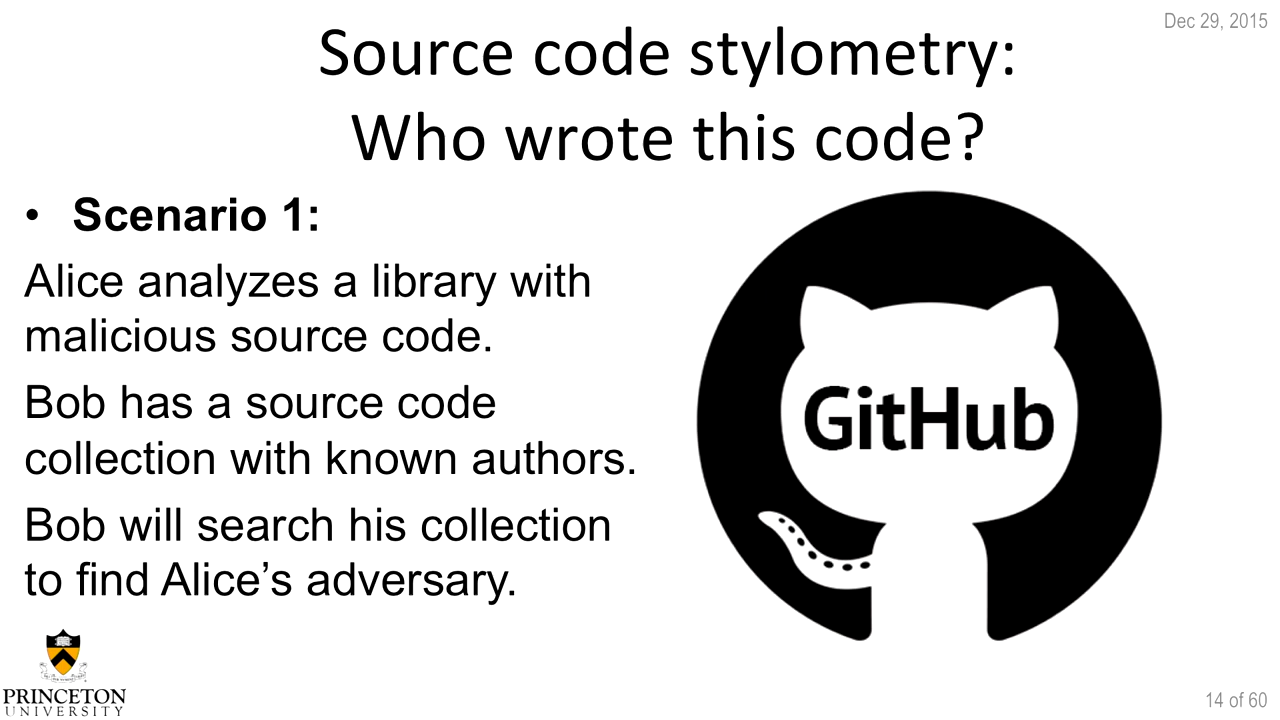 Dec 29, 2015
Source code stylometry:
Who wrote this code?
• Scenario 1:
Alice analyzes a library with
malicious source code.
Bob has a source code
collection with known authors.
Bob will search his collection
to find Alice’s adversary.
GitHub
PRINCETON
UNIVERSITY
14 of 60